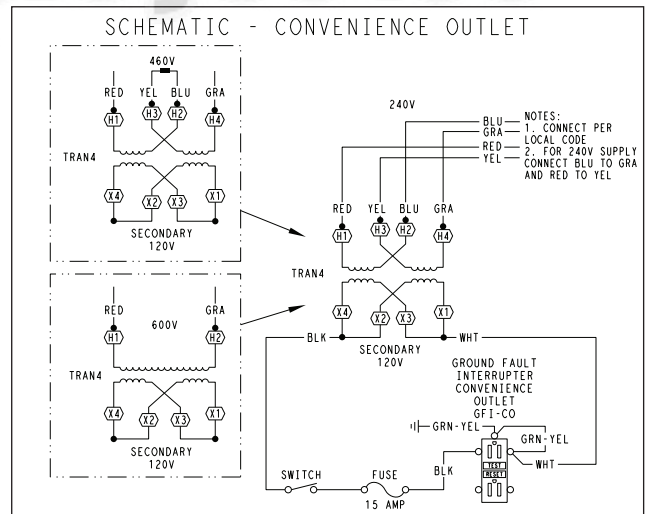 SCHEMATIC - CONVENIENCE OUTLET
460V
RED YEL BLU GRA
H1 H3 H2 H4
TRAN4
X4 X2 X3 X1
SECONDARY
120V
600V
RED GRA
H1 H2
TRAN4
X4 X2 X3 X1
SECONDARY
120V
240V
BLU
GRA
RED
YEL
NOTES:
1. CONNECT PER
LOCAL CODE
2. FOR 240V SUPPLY
CONNECT BLU TO GRA
AND RED TO YEL
RED YEL BLU GRA
H1 H3 H2 H4
TRAN4
X4 X2 X3 X1
BLK
WHT
SECONDARY
120V
GROUND FAULT
INTERRUPTER
CONVENIENCE
OUTLET
GFI-CO
GRN-YEL
GRN-YEL
WHT
TEST
RESET
BLK
SWITCH
FUSE
15 AMP